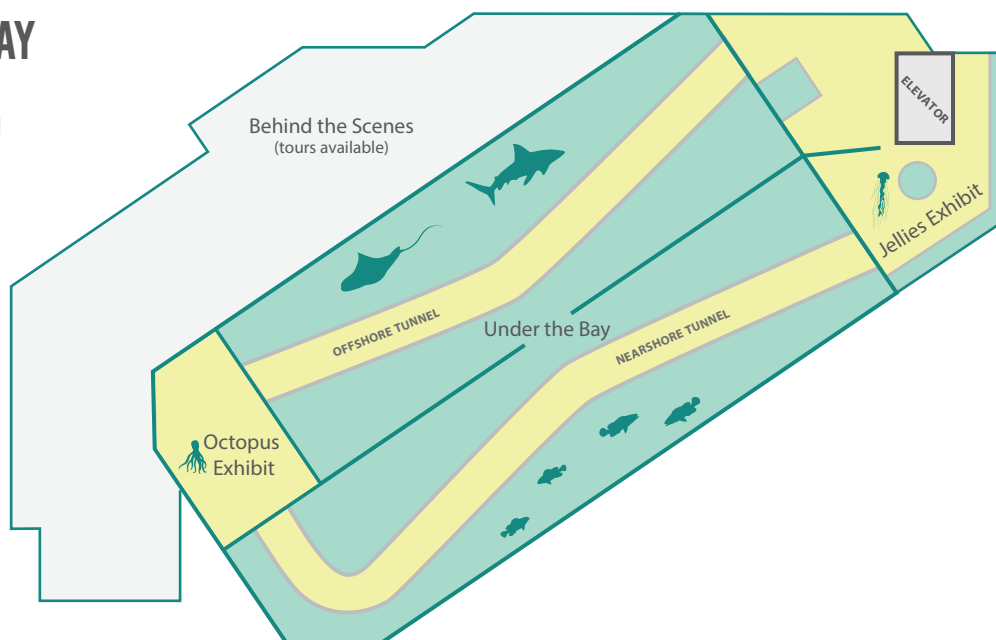 AY
Behind the Scenes
(tours available)
ELEVATOR
Jellies Exhibit
OFFSHORE TUNNEL
Under the Bay
NEARSHORE TUNNEL
Octopus
Exhibit